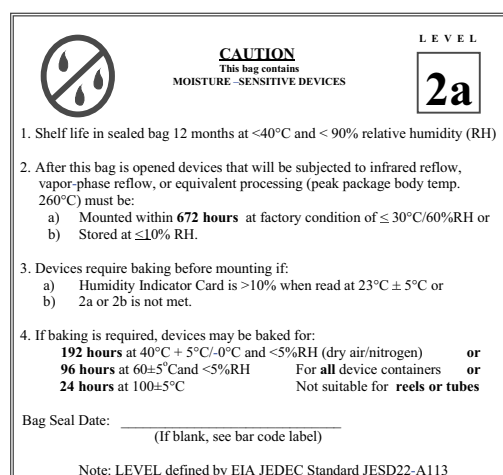 LEVEL
2a
CAUTION
This bag contains
MOISTURE –SENSITIVE DEVICES
1. Shelf life in sealed bag 12 months at <40°C and < 90% relative humidity (RH)
2. After this bag is opened devices that will be subjected to infrared reflow,
vapor-phase reflow, or equivalent processing (peak package body temp.
260°C) must be:
a) Mounted within 672 hours at factory condition of ≤ 30°C/60%RH or
b) Stored at ≤10% RH.
3. Devices require baking before mounting if:
a) Humidity Indicator Card is >10% when read at 23°C ± 5°C or
b) 2a or 2b is not met.
4. If baking is required, devices may be baked for:
192 hours at 40°C + 5°C/-0°C and <5%RH (dry air/nitrogen) or
96 hours at 60±5°Cand <5%RH For all device containers or
24 hours at 100±5°C Not suitable for reels or tubes
Bag Seal Date: ______________________________
(If blank, see bar code label)
Note: LEVEL defined by EIA JEDEC Standard JESD22-A113